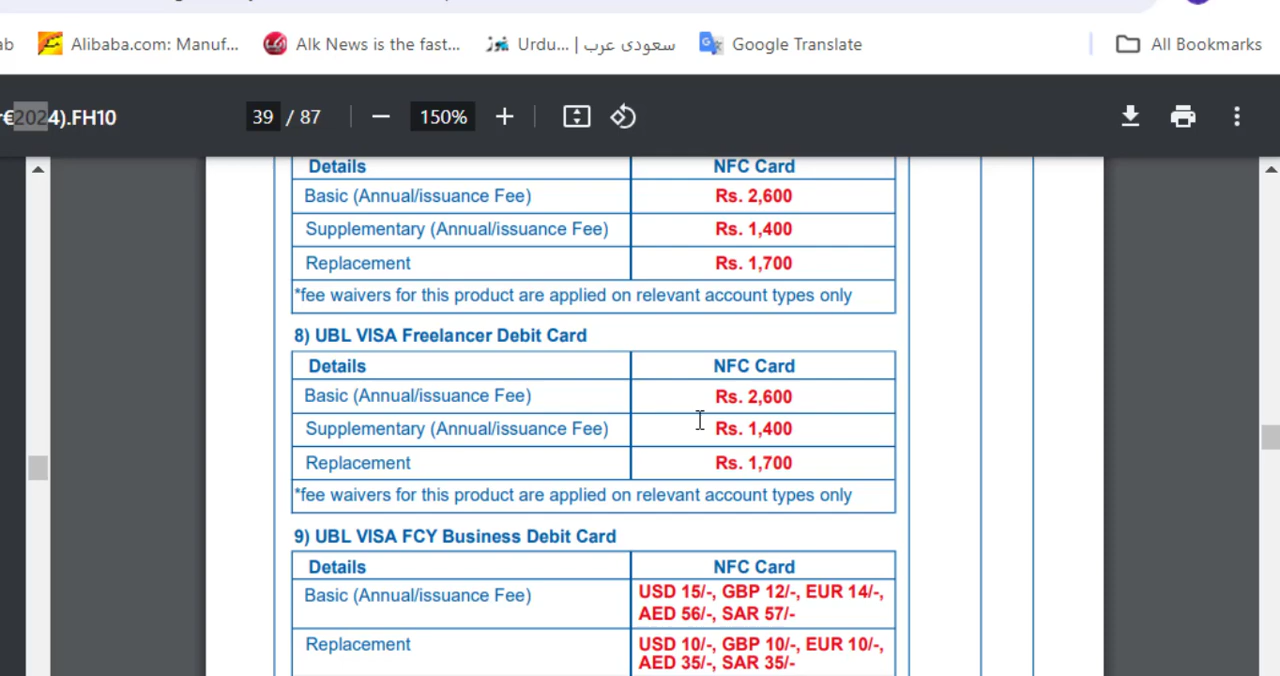 ab
Alibaba.com: Manuf...
Alk News is the fast...
Urdu... | سعودی عرب
اردو نیوز
Google Translate
All Bookmarks
r€2024).FH10
39 / 87
150%
Details NFC Card
Basic (Annual/issuance Fee) Rs. 2,600
Supplementary (Annual/issuance Fee) Rs. 1,400
Replacement Rs. 1,700
*fee waivers for this product are applied on relevant account types only
8) UBL VISA Freelancer Debit Card
Details NFC Card
Basic (Annual/issuance Fee) Rs. 2,600
Supplementary (Annual/issuance Fee) Rs. 1,400
Replacement Rs. 1,700
*fee waivers for this product are applied on relevant account types only
9) UBL VISA FCY Business Debit Card
Details NFC Card
Basic (Annual/issuance Fee) USD 15/-, GBP 12/-, EUR 14/-,
AED 56/-, SAR 57/-
Replacement USD 10/-, GBP 10/-, EUR 10/-,
AED 35/-, SAR 35/-